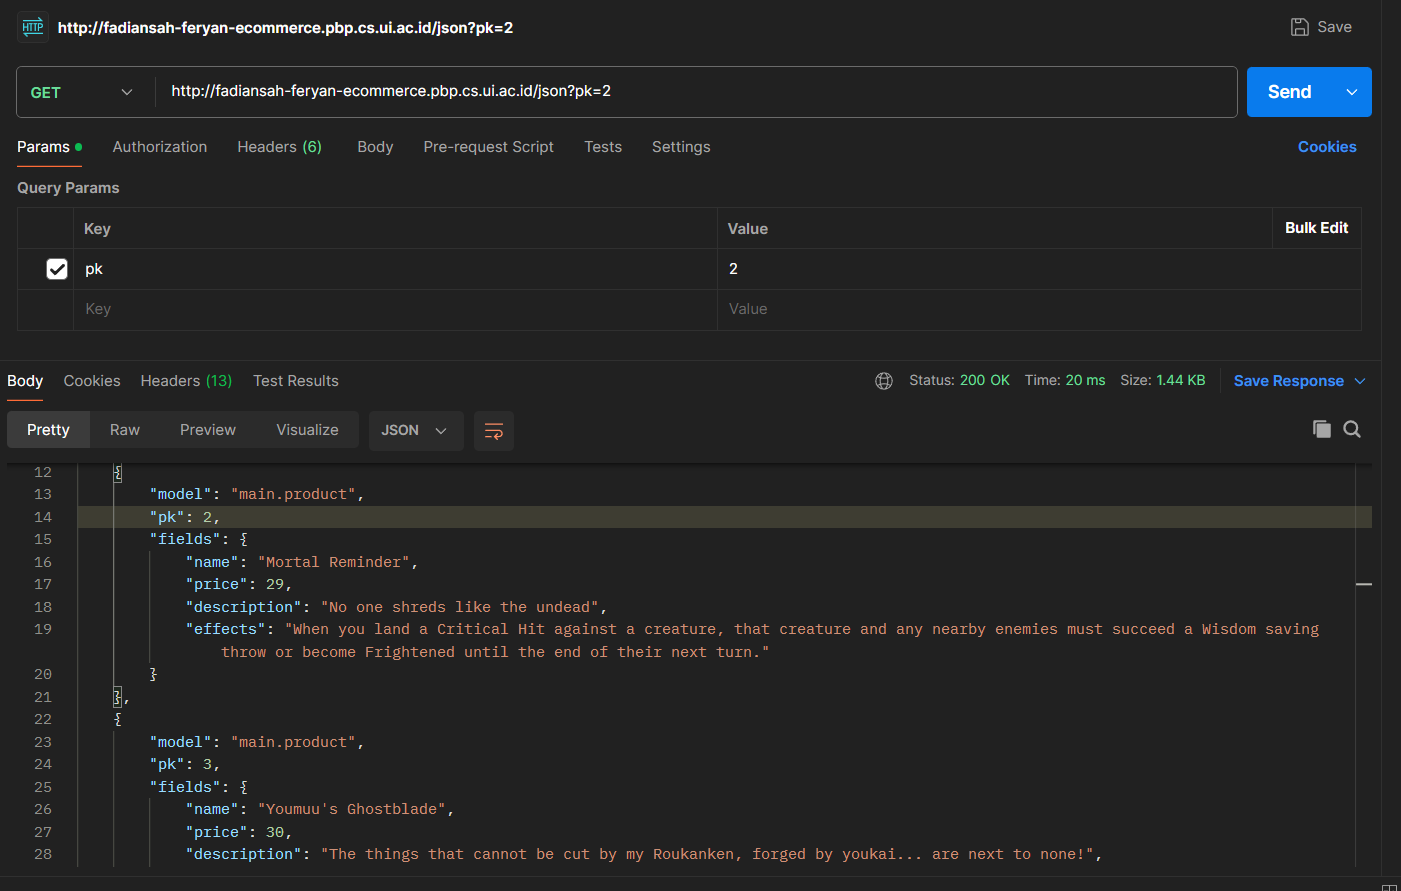 HTTP http://fadiansah-feryan-ecommerce.pbp.cs.ui.ac.id/json?pk=2 Save
GET http://fadiansah-feryan-ecommerce.pbp.cs.ui.ac.id/json?pk=2 Send
Params Authorization Headers (6) Body Pre-request Script Tests Settings Cookies
Query Params
Key Value Bulk Edit
pk 2
Key Value
Body Cookies Headers (13) Test Results Status: 200 OK Time: 20 ms Size: 1.44 KB Save Response
Pretty Raw Preview Visualize JSON
12 {
13 "model": "main.product",
14 "pk": 2,
15 "fields": {
16 "name": "Mortal Reminder",
17 "price": 29,
18 "description": "No one shreds like the undead",
19 "effects": "When you land a Critical Hit against a creature, that creature and any nearby enemies must succeed a Wisdom saving
throw or become Frightened until the end of their next turn."
20 }
21 },
22 {
23 "model": "main.product",
24 "pk": 3,
25 "fields": {
26 "name": "Youmuu's Ghostblade",
27 "price": 30,
28 "description": "The things that cannot be cut by my Roukanken, forged by youkai... are next to none!",